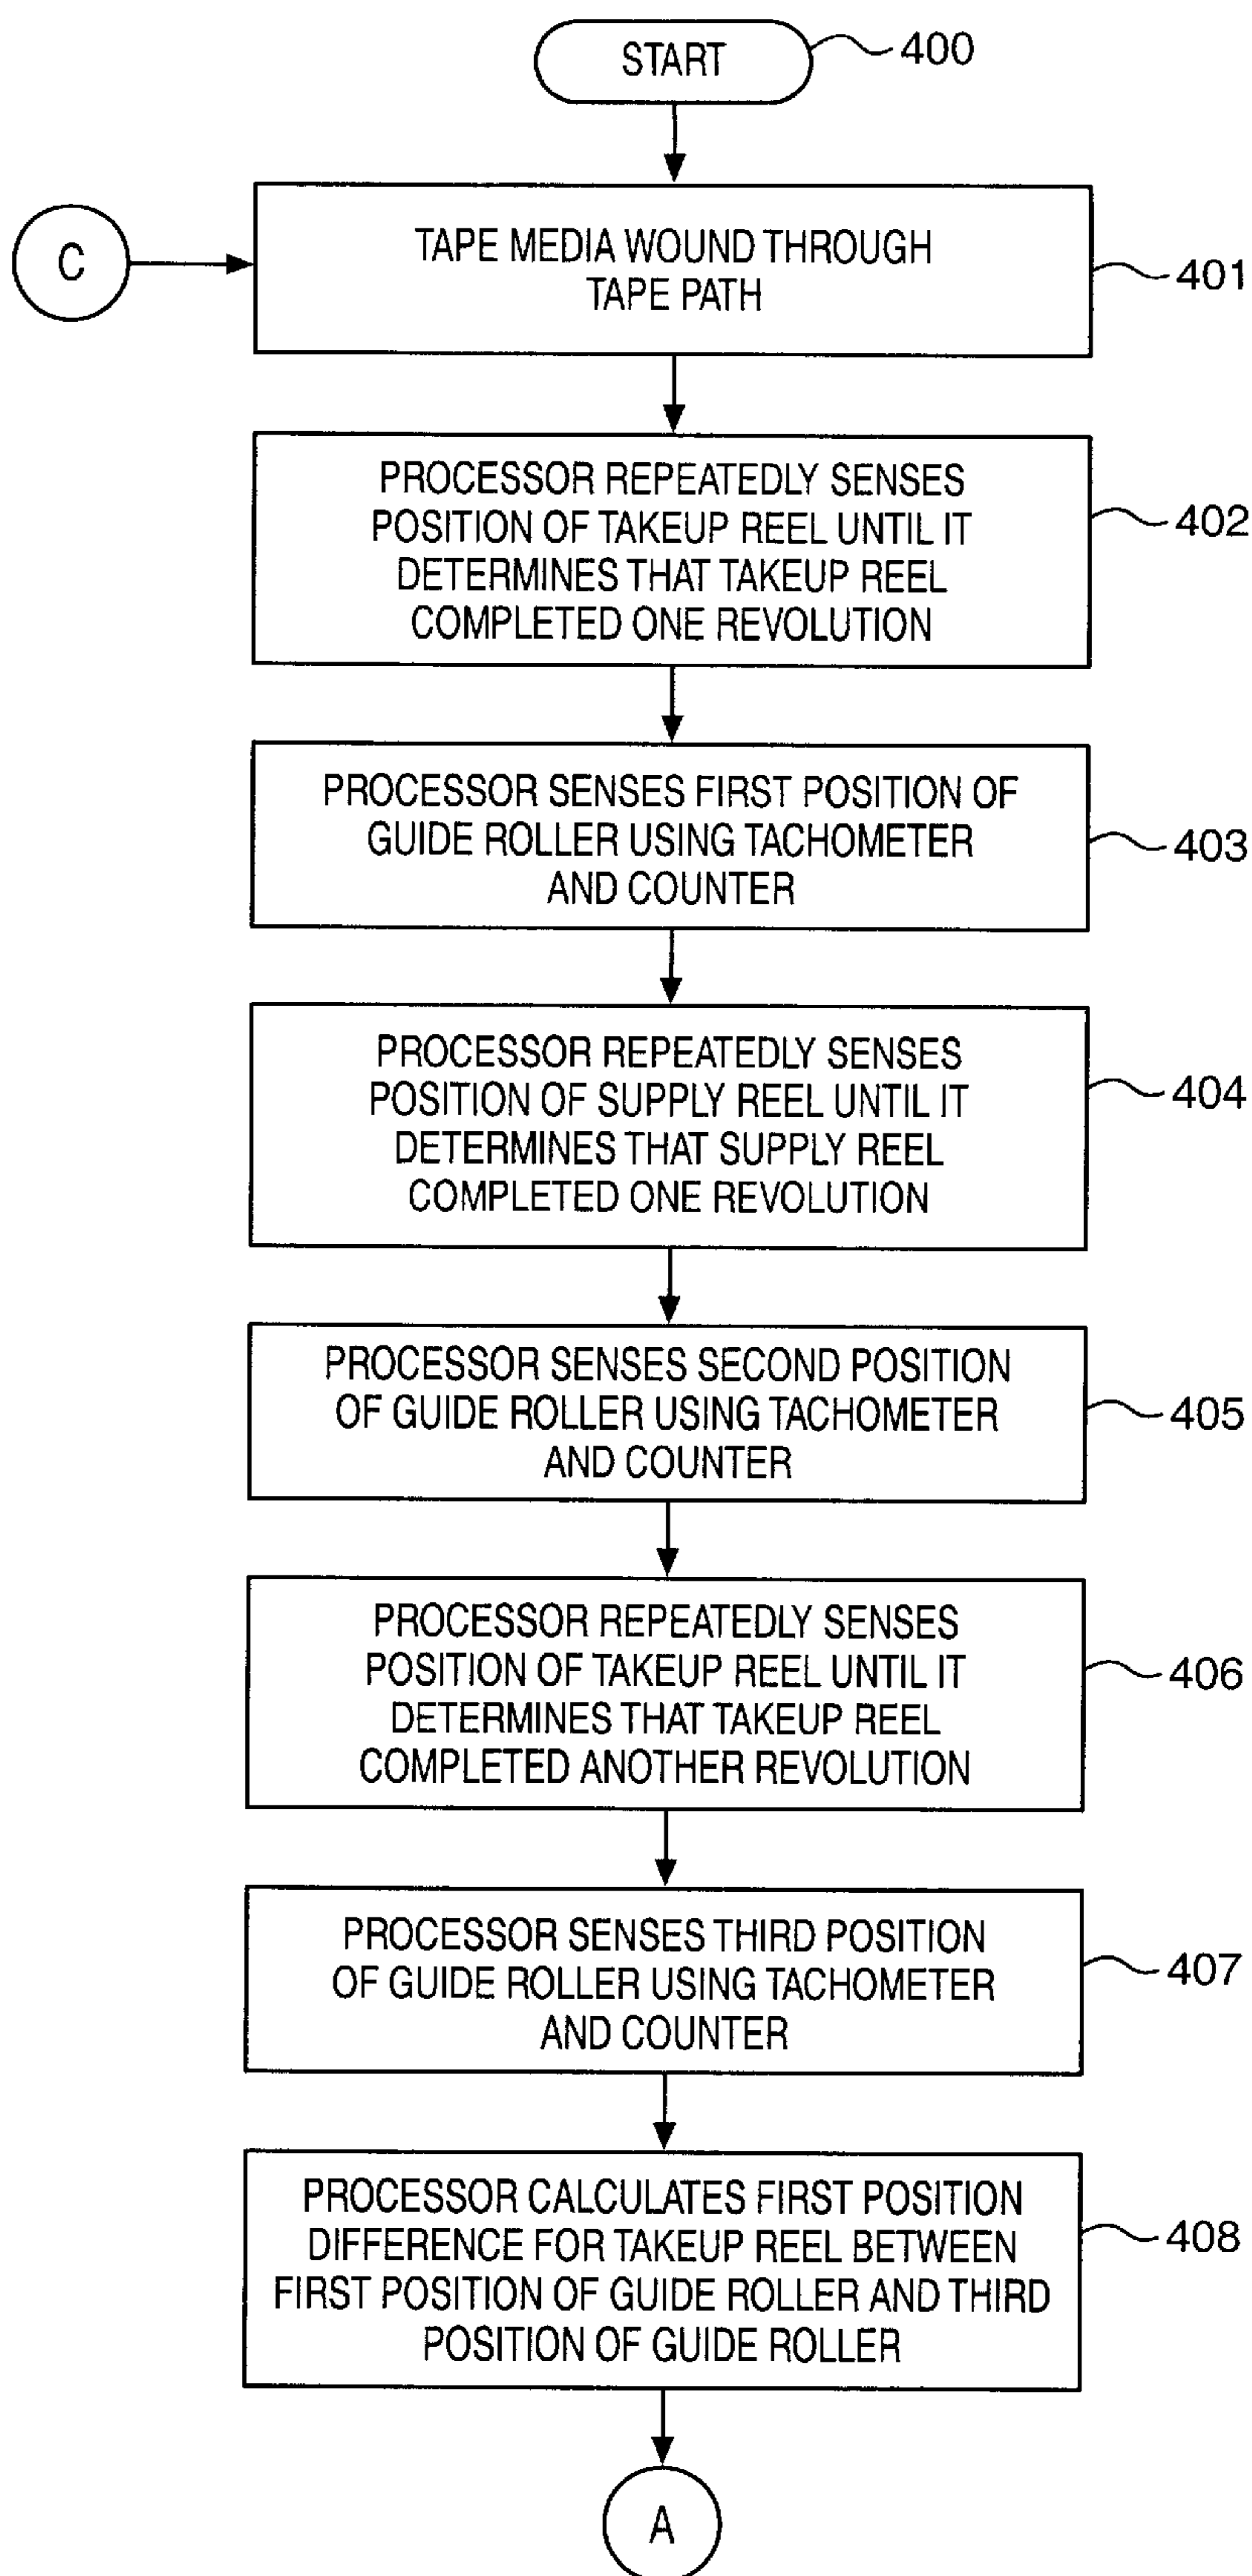 START
400
C
TAPE MEDIA WOUND THROUGH
TAPE PATH
401
PROCESSOR REPEATEDLY SENSES
POSITION OF TAKEUP REEL UNTIL IT
DETERMINES THAT TAKEUP REEL
COMPLETED ONE REVOLUTION
402
PROCESSOR SENSES FIRST POSITION OF
GUIDE ROLLER USING TACHOMETER
AND COUNTER
403
PROCESSOR REPEATEDLY SENSES
POSITION OF SUPPLY REEL UNTIL IT
DETERMINES THAT SUPPLY REEL
COMPLETED ONE REVOLUTION
404
PROCESSOR SENSES SECOND POSITION
OF GUIDE ROLLER USING TACHOMETER
AND COUNTER
405
PROCESSOR REPEATEDLY SENSES
POSITION OF TAKEUP REEL UNTIL IT
DETERMINES THAT TAKEUP REEL
COMPLETED ANOTHER REVOLUTION
406
PROCESSOR SENSES THIRD POSITION
OF GUIDE ROLLER USING TACHOMETER
AND COUNTER
407
PROCESSOR CALCULATES FIRST POSITION
DIFFERENCE FOR TAKEUP REEL BETWEEN
FIRST POSITION OF GUIDE ROLLER AND THIRD
POSITION OF GUIDE ROLLER
408
A